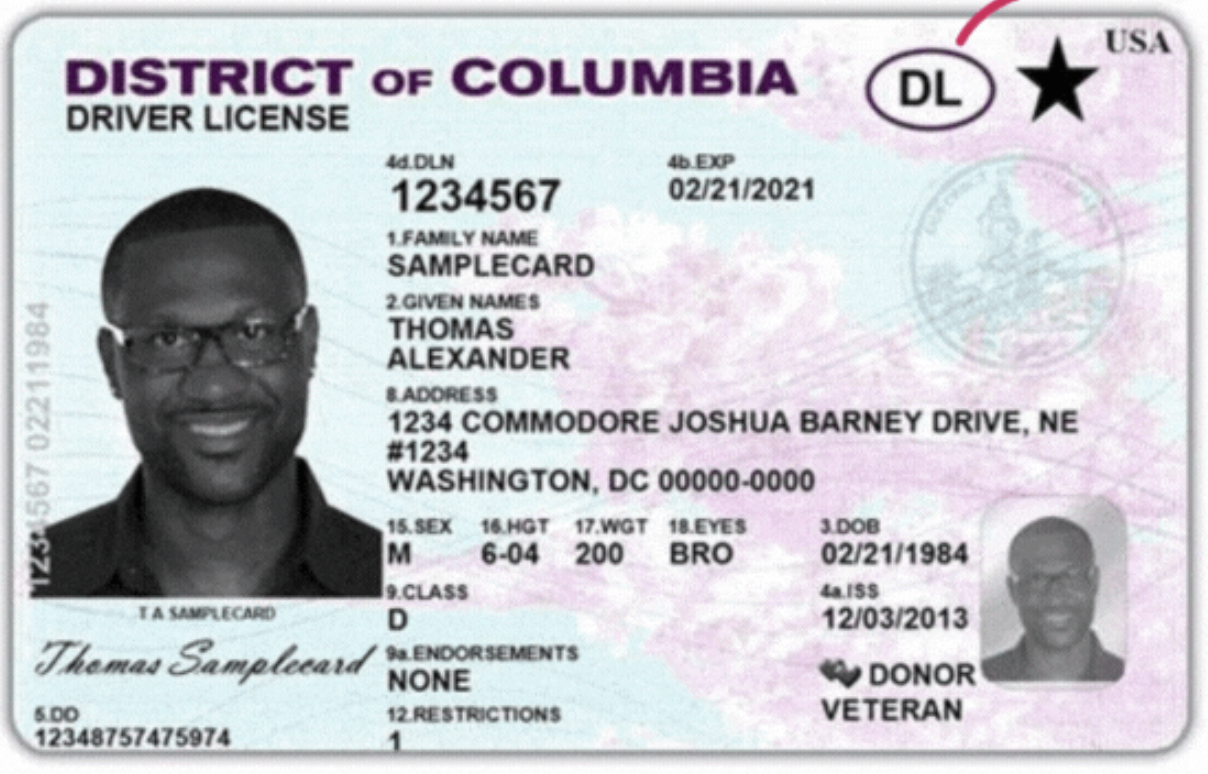 USA
DISTRICT OF COLUMBIA
DL
DRIVER LICENSE
4d.DLN 4b.EXP
1234567 02/21/2021
1.FAMILY NAME
SAMPLECARD
2.GIVEN NAMES
THOMAS
ALEXANDER
8.ADDRESS
1234 COMMODORE JOSHUA BARNEY DRIVE, NE
#1234
WASHINGTON, DC 00000-0000
15.SEX 16.HGT 17.WGT 18.EYES 3.DOB
M 6-04 200 BRO 02/21/1984
9.CLASS 4a.ISS
D 12/03/2013
9a.ENDORSEMENTS
NONE
DONOR
VETERAN
12.RESTRICTIONS
1
1234567 02211984
T A SAMPLECARD
Thomas Samplecard
5.DD
12348757475974